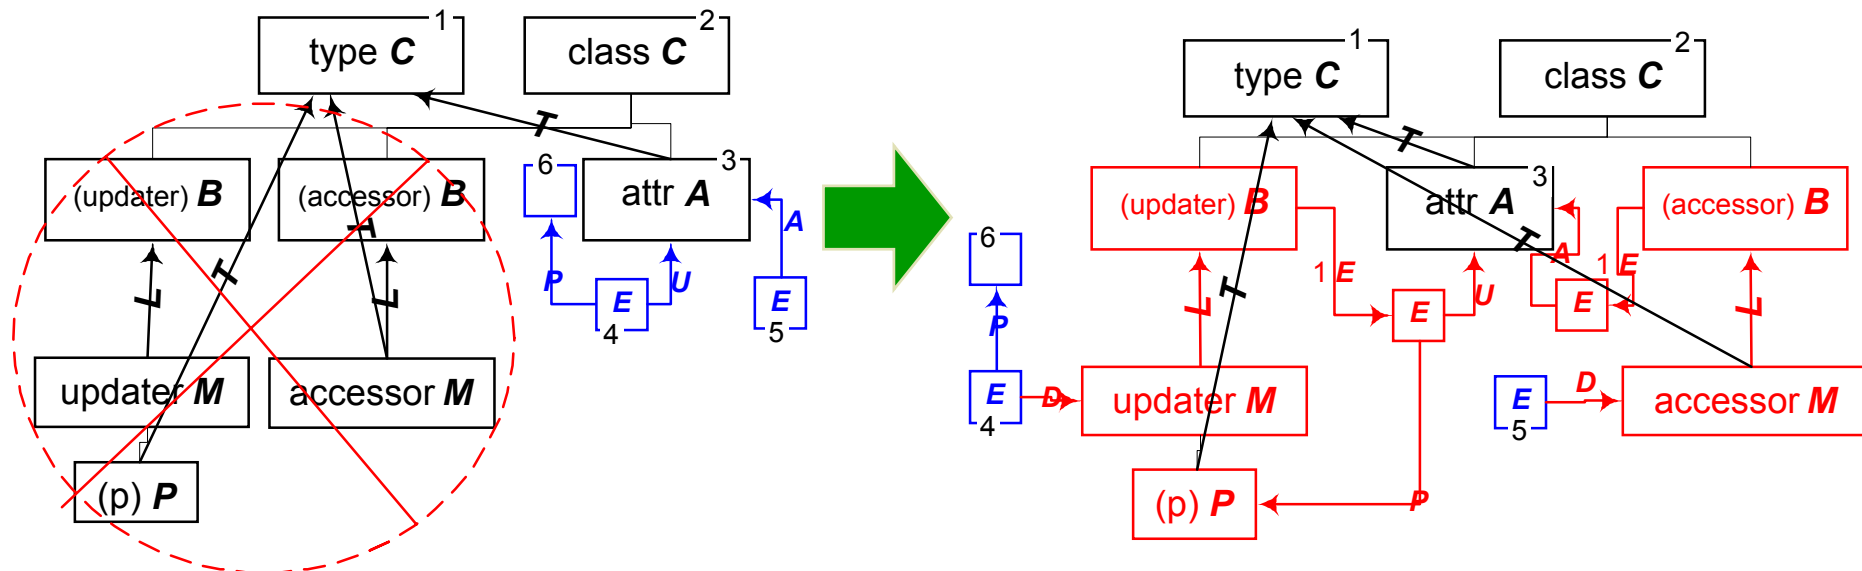 type C 1
class C 2
T
(updater) B
(accessor) B
6
attr A 3
T
T
A
L
L
P
U
E
4
E
5
updater M
accessor M
(p) P
type C 1
class C 2
T
(updater) B
attr A 3
(accessor) B
6
T
T
A
1 E
1 E
P
L
E
U
E
L
E
4
D
updater M
E
5
D
accessor M
(p) P
P